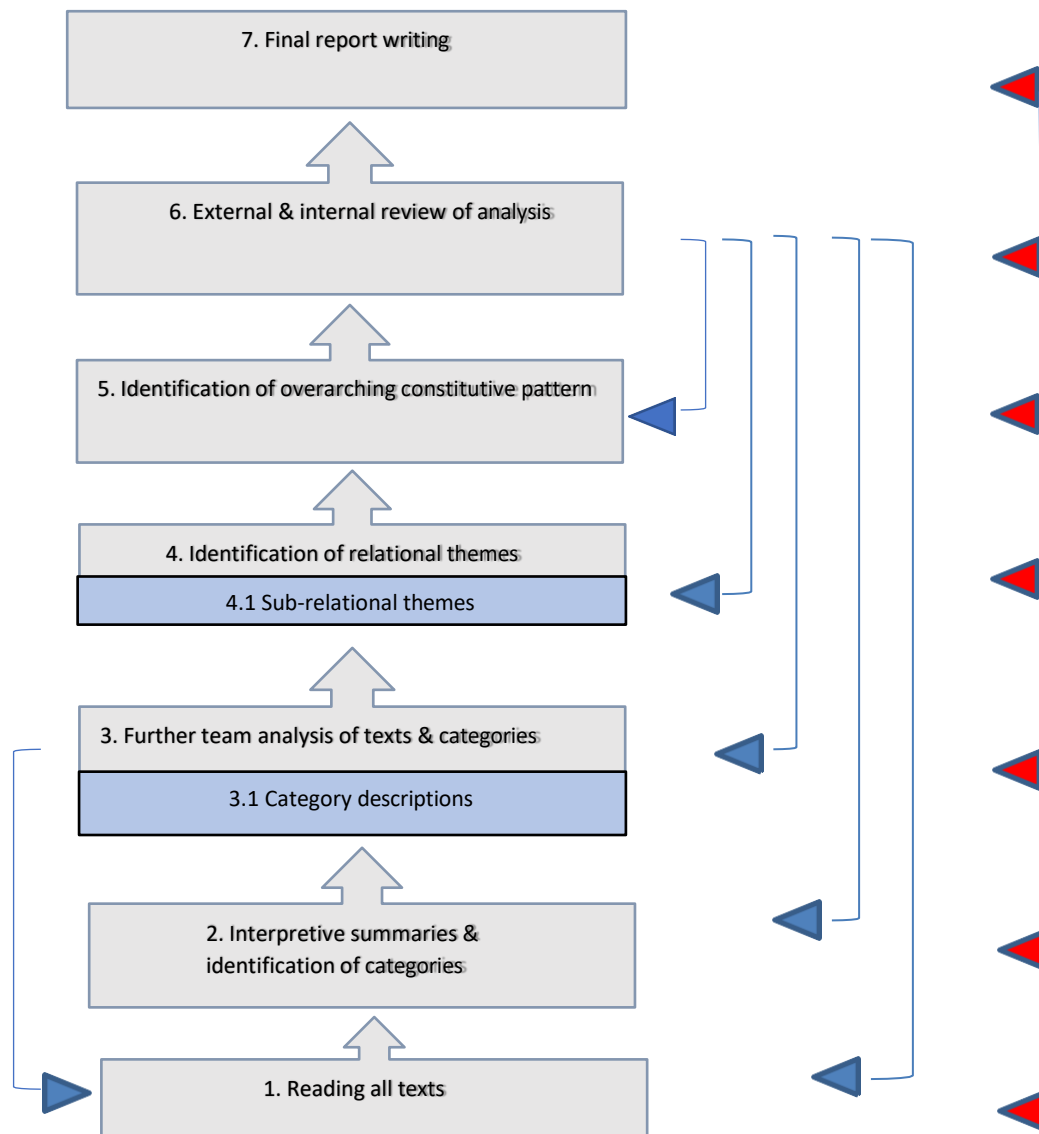 7. Final report writing
6. External & internal review of analysis
5. Identification of overarching constitutive pattern
4. Identification of relational themes
4.1 Sub-relational themes
3. Further team analysis of texts & categories
3.1 Category descriptions
2. Interpretive summaries &
identification of categories
1. Reading all texts